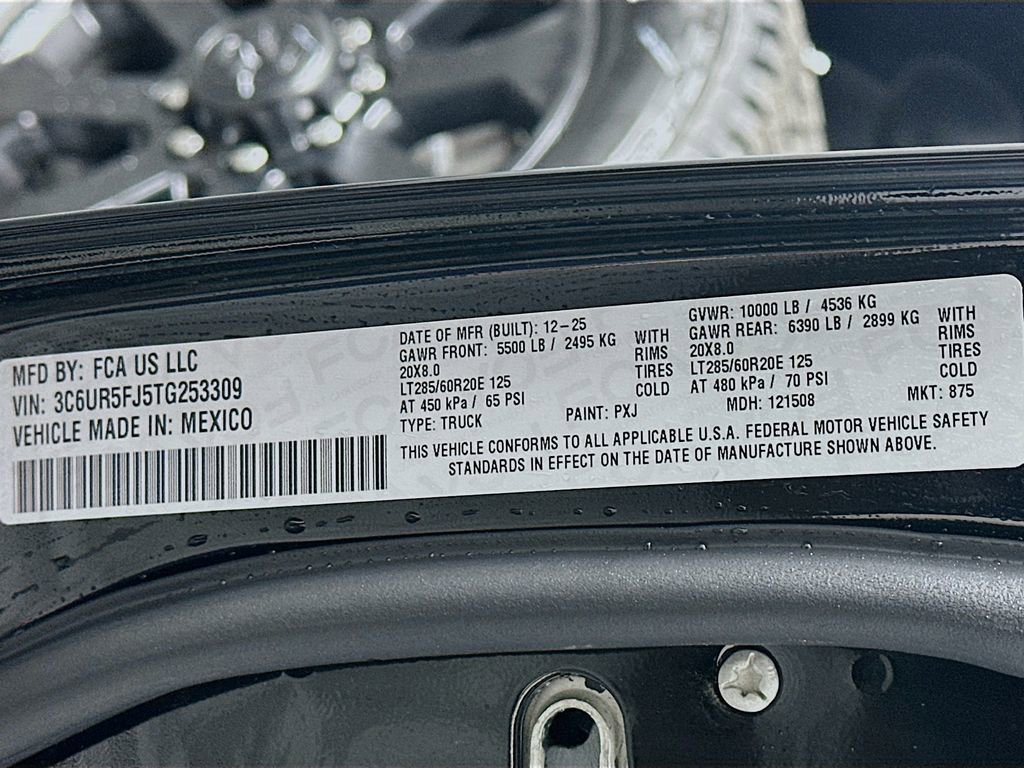 MFD BY: FCA US LLC
VIN: 3C6UR5FJ5TG253309
VEHICLE MADE IN: MEXICO
DATE OF MFR (BUILT): 12-25
GAWR FRONT: 5500 LB / 2495 KG WITH
20X8.0 RIMS
LT285/60R20E 125 TIRES
AT 450 kPa / 65 PSI COLD
TYPE: TRUCK
PAINT: PXJ
GVWR: 10000 LB / 4536 KG
GAWR REAR: 6390 LB / 2899 KG WITH
20X8.0 RIMS
LT285/60R20E 125 TIRES
AT 480 kPa / 70 PSI COLD
MDH: 121508
MKT: 875
THIS VEHICLE CONFORMS TO ALL APPLICABLE U.S.A. FEDERAL MOTOR VEHICLE SAFETY
STANDARDS IN EFFECT ON THE DATE OF MANUFACTURE SHOWN ABOVE.